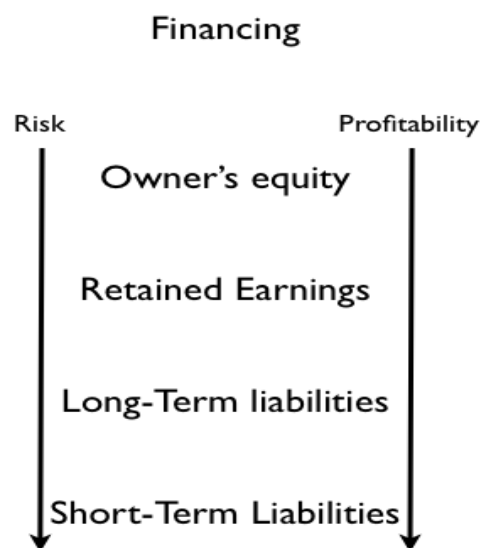 Financing
Risk
Profitability
Owner's equity
Retained Earnings
Long-Term liabilities
Short-Term Liabilities